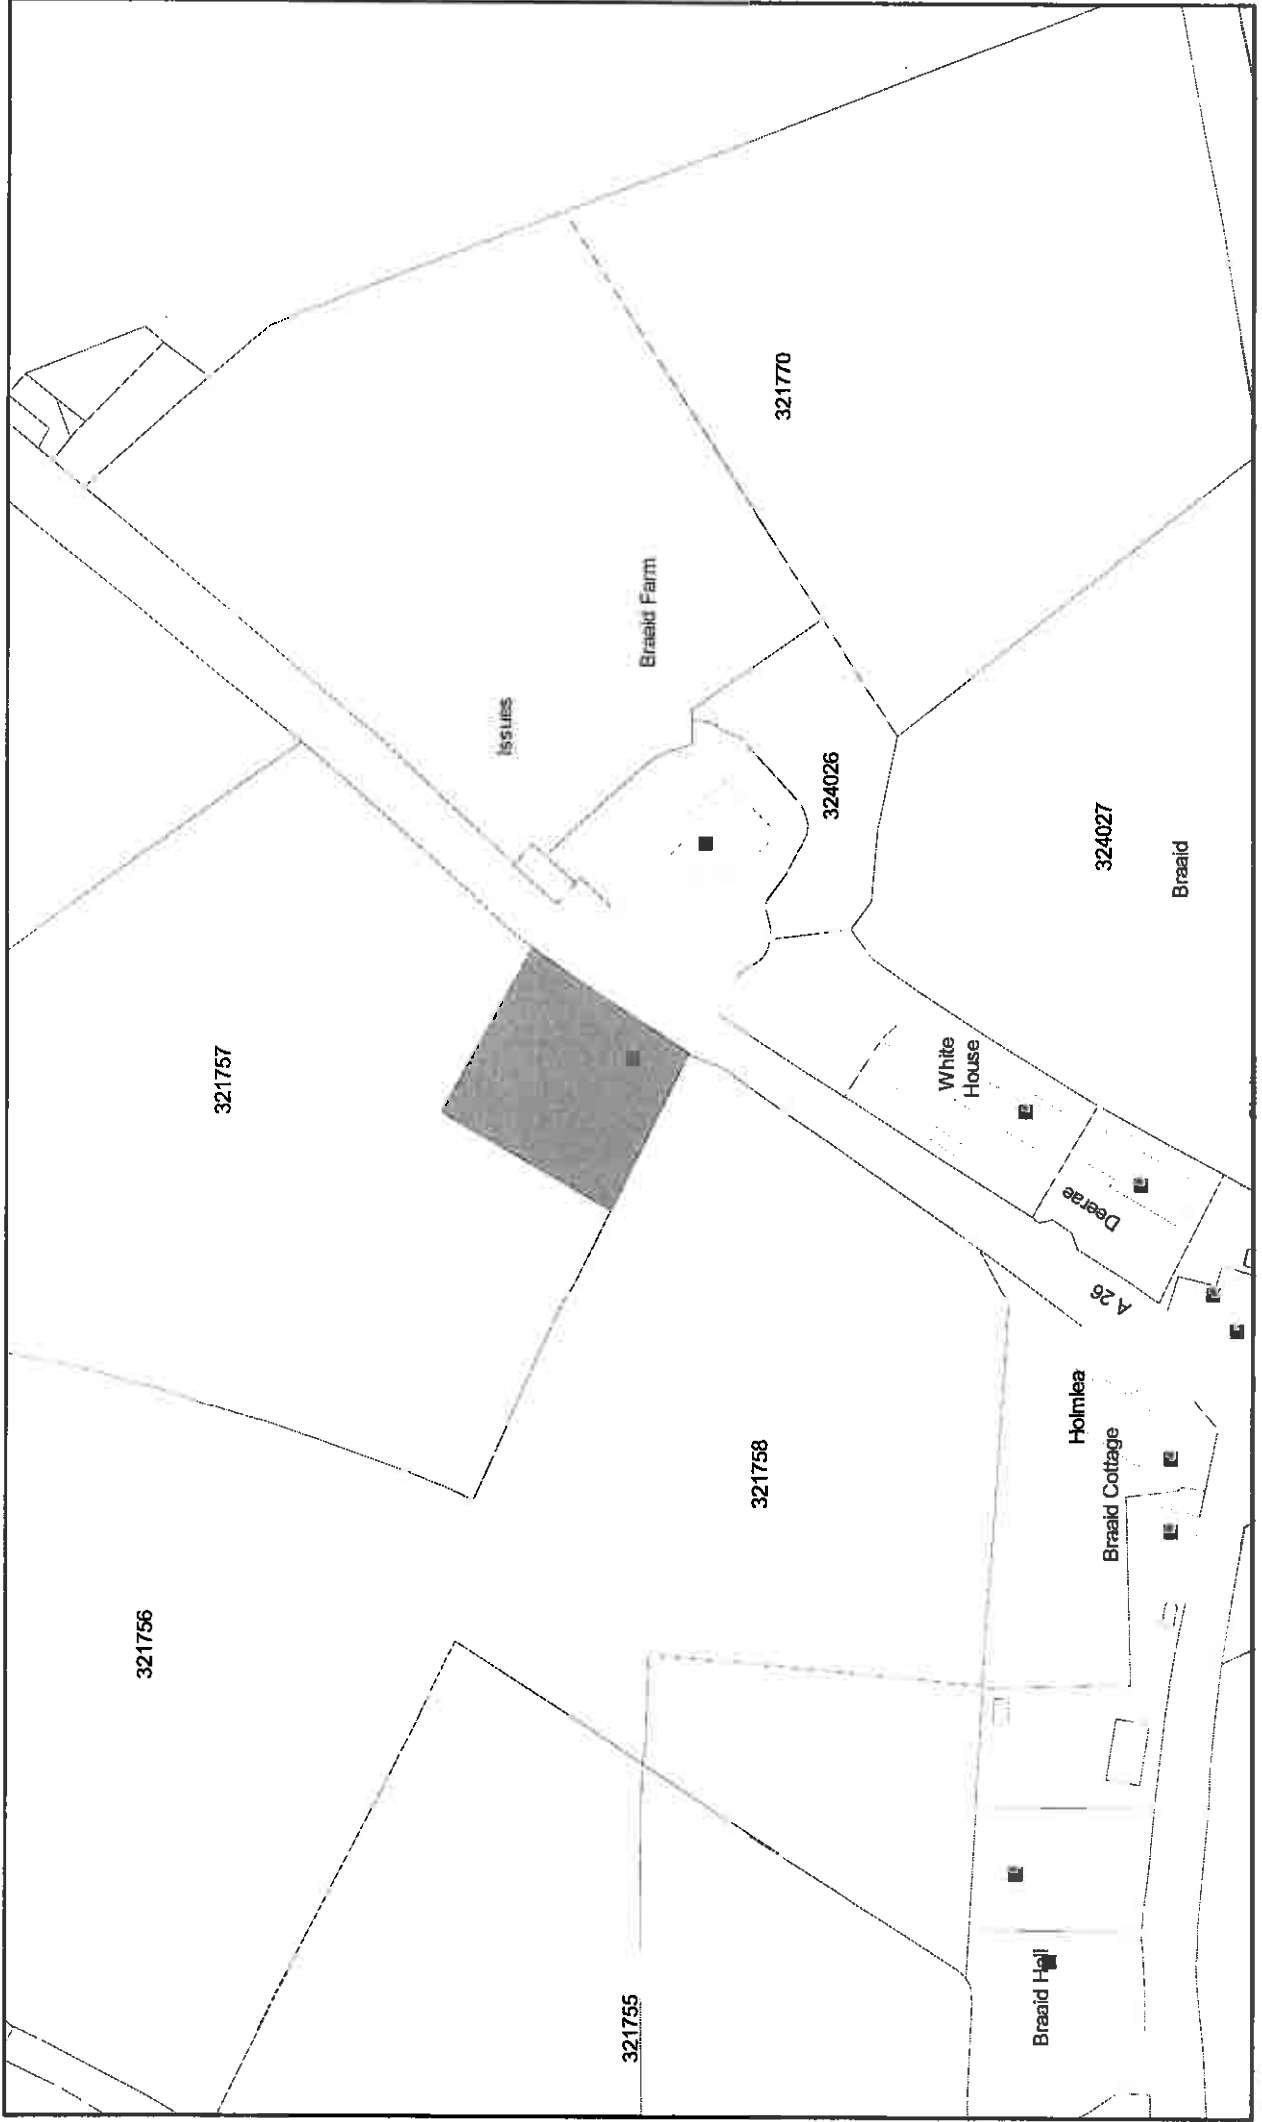 321756
321757
Issues
321755
Braaid Farm
321758
321770
324026
White
House
Braaid Hall
Holmlea
Deerae
324027
Braaid Cottage
A 26
Braaid